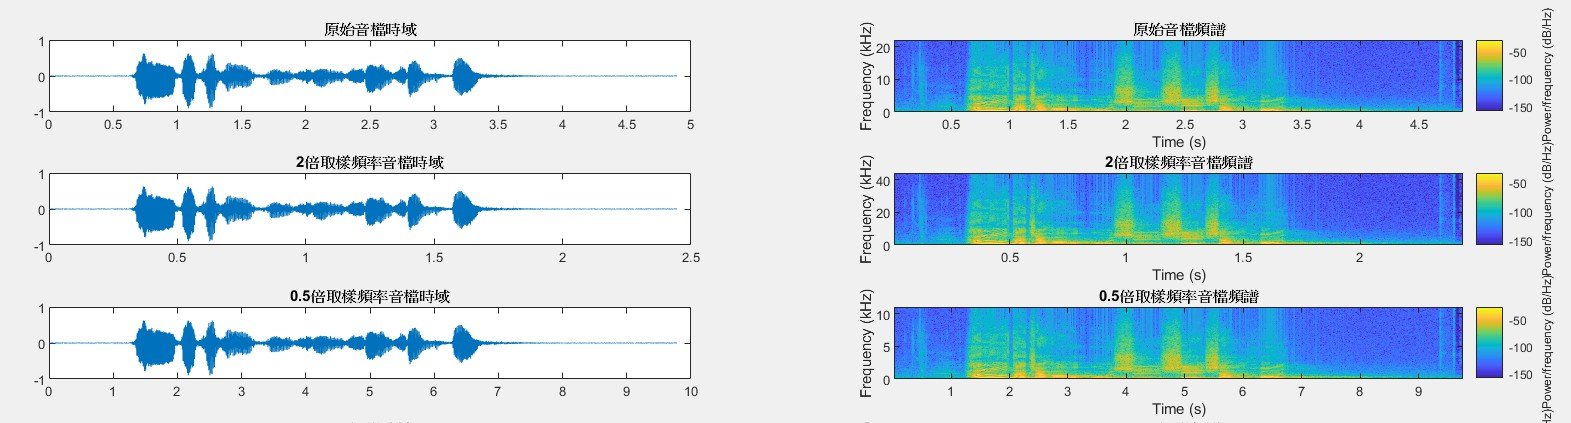 原始音檔時域
1
0
-1
0 0.5 1 1.5 2 2.5 3 3.5 4 4.5 5
原始音檔頻譜
Frequency (kHz)
20
10
0
0.5 1 1.5 2 2.5 3 3.5 4 4.5
Time (s)
-50
-100
-150
Power/frequency (dB/Hz)
2倍取樣頻率音檔時域
1
0
-1
0 0.5 1 1.5 2 2.5
2倍取樣頻率音檔頻譜
Frequency (kHz)
40
20
0
0.5 1 1.5 2
Time (s)
-50
-100
-150
Power/frequency (dB/Hz)
0.5倍取樣頻率音檔時域
1
0
-1
0 1 2 3 4 5 6 7 8 9 10
0.5倍取樣頻率音檔頻譜
Frequency (kHz)
10
5
0
1 2 3 4 5 6 7 8 9
Time (s)
-50
-100
-150
Power/frequency (dB/Hz)
Hz)